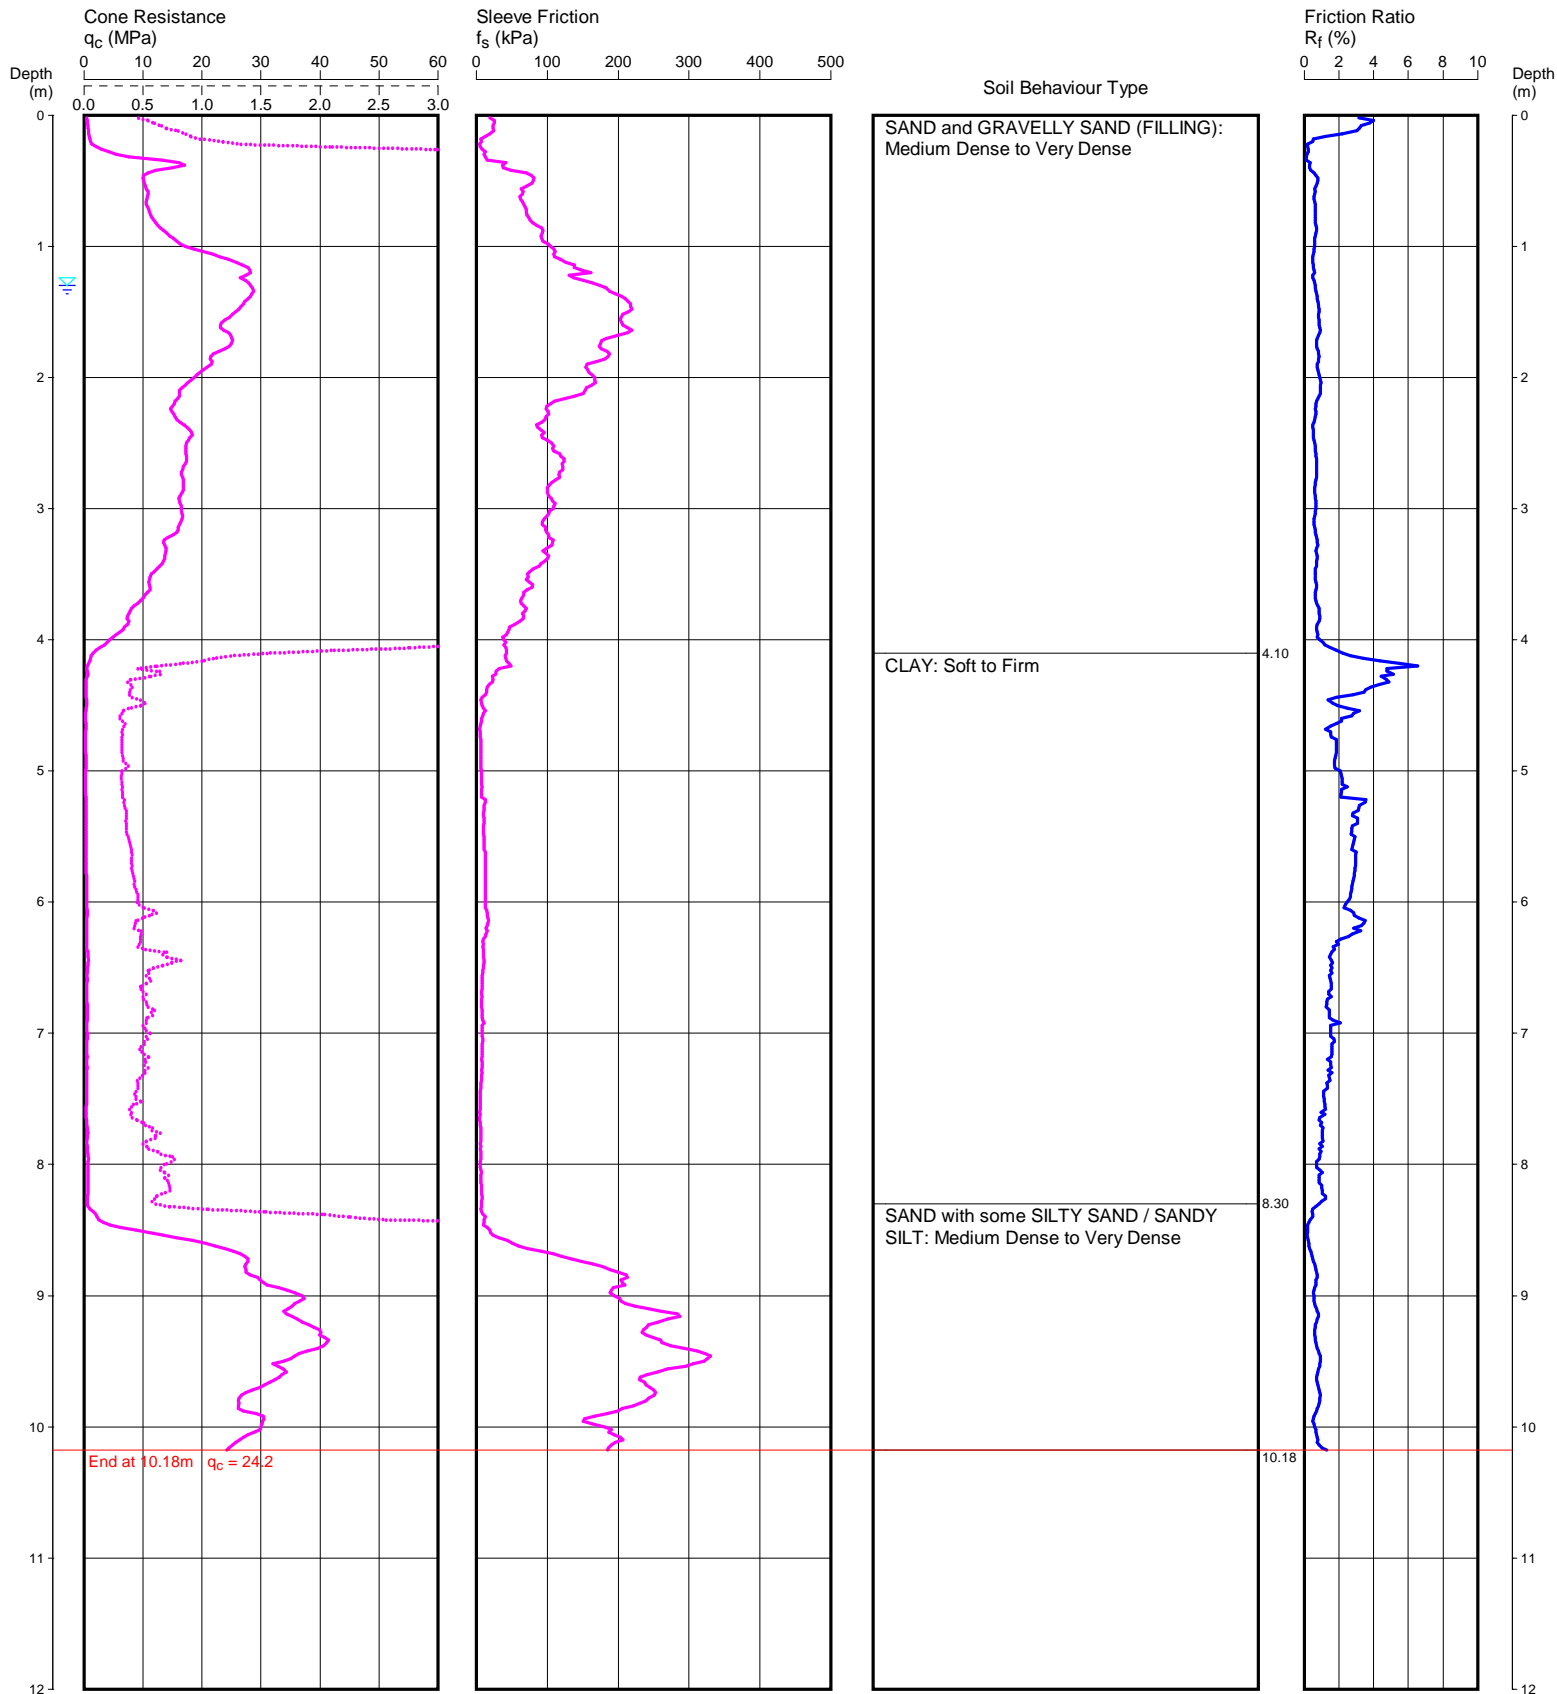 Cone Resistance
qc (MPa)
0 10 20 30 40 50 60
0.0 0.5 1.0 1.5 2.0 2.5 3.0
Depth
(m)
0
1
2
3
4
5
6
7
8
9
10
11
12
End at 10.18m qc = 24.2
Sleeve Friction
fs (kPa)
0 100 200 300 400 500
Soil Behaviour Type
SAND and GRAVELLY SAND (FILLING):
Medium Dense to Very Dense
4.10
CLAY: Soft to Firm
8.30
SAND with some SILTY SAND / SANDY
SILT: Medium Dense to Very Dense
10.18
Friction Ratio
Rf (%)
0 2 4 6 8 10
Depth
(m)
0
1
2
3
4
5
6
7
8
9
10
11
12